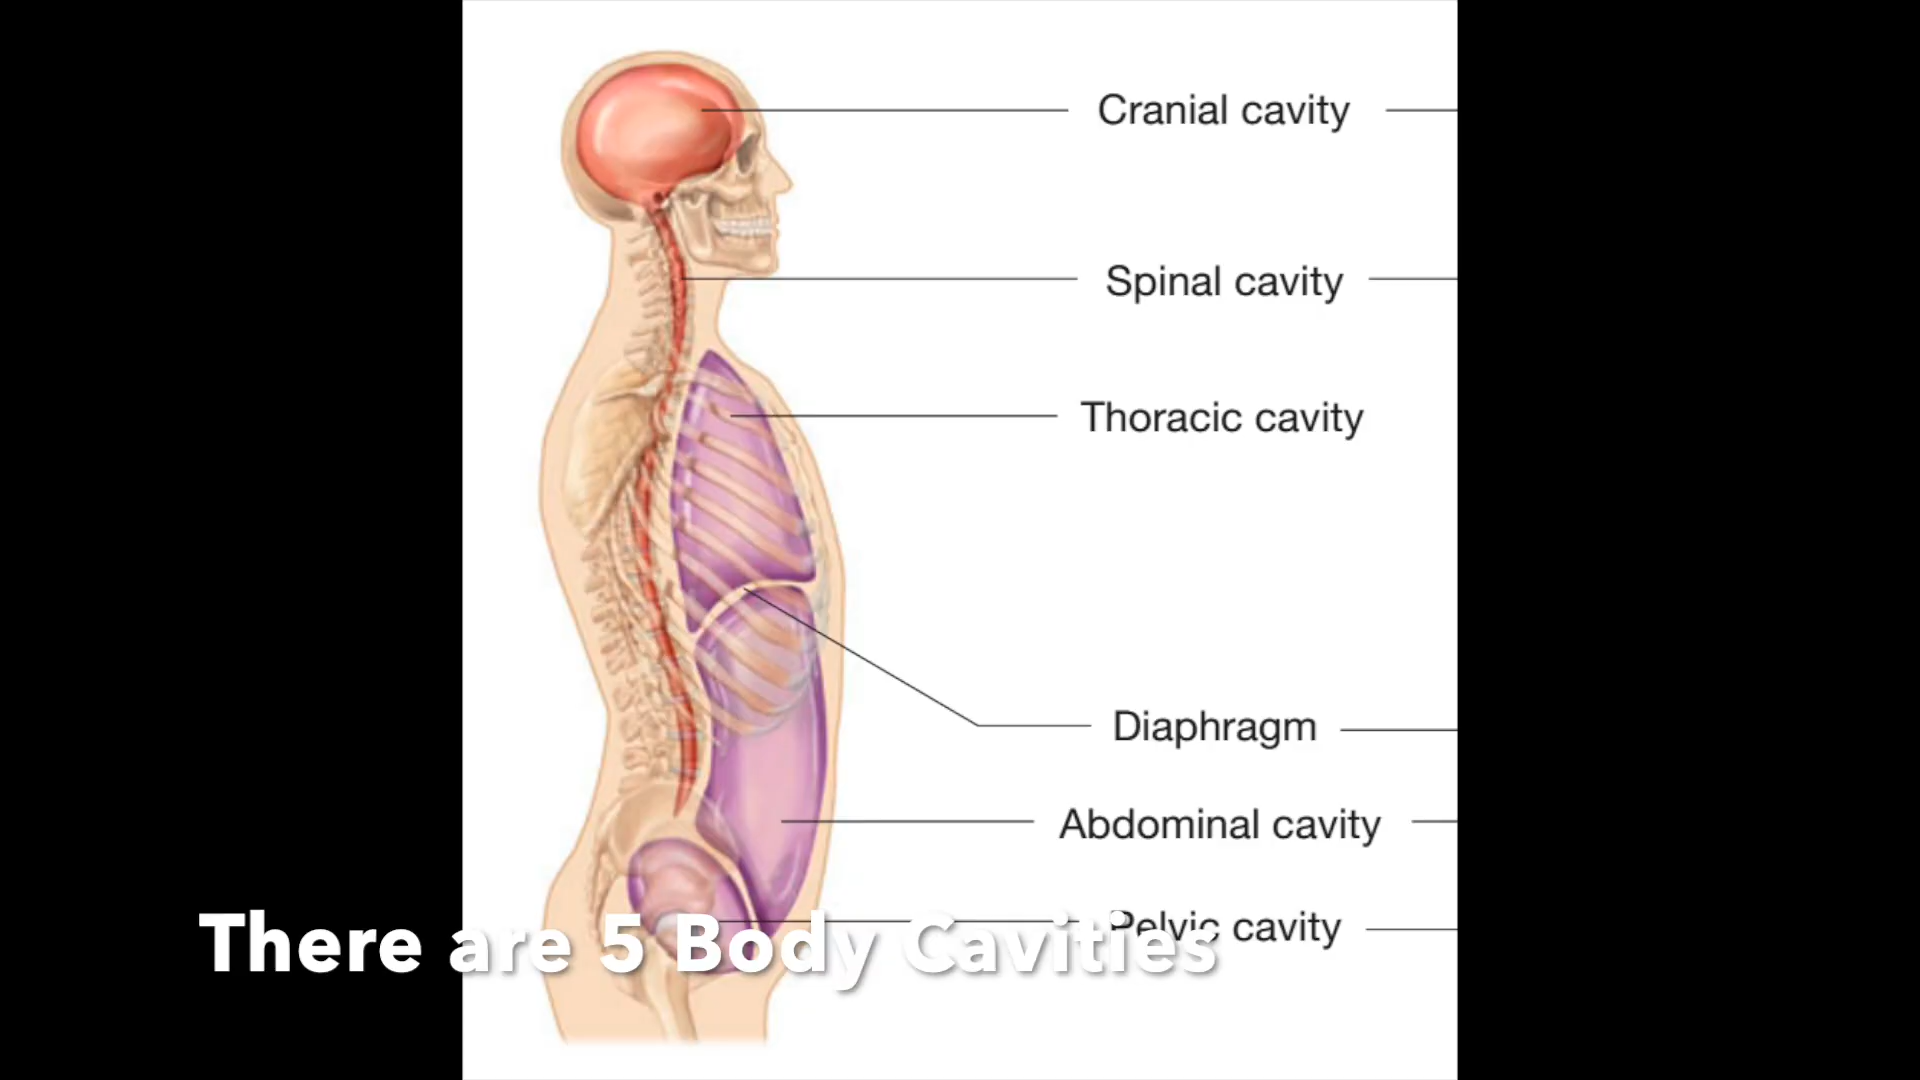 Cranial cavity
Spinal cavity
Thoracic cavity
Diaphragm
Abdominal cavity
Pelvic cavity
There are 5 Body Cavities